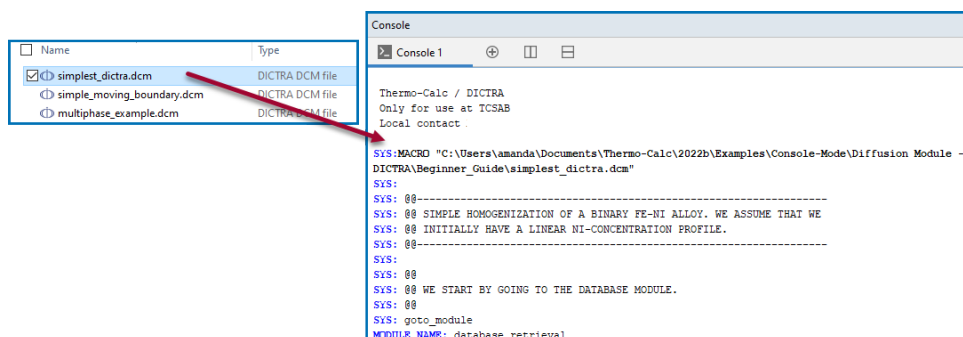 Name Type
simplest_dictra.dcm DICTRA DCM file
simple_moving_boundary.dcm DICTRA DCM file
multiphase_example.dcm DICTRA DCM file
Console
Console 1
Thermo-Calc / DICTRA
Only for use at TCSAB
Local contact
SYS:MACRO "C:\Users\amanda\Documents\Thermo-Calc\2022b\Examples\Console-Mode\Diffusion Module -
DICTRA\Beginner_Guide\simplest_dictra.dcm"
SYS:
SYS: @@-----------------------------------------------------------------
SYS: @@ SIMPLE HOMOGENIZATION OF A BINARY FE-NI ALLOY. WE ASSUME THAT WE
SYS: @@ INITIALLY HAVE A LINEAR NI-CONCENTRATION PROFILE.
SYS: @@-----------------------------------------------------------------
SYS:
SYS: @@
SYS: @@ WE START BY GOING TO THE DATABASE MODULE.
SYS: @@
SYS: goto_module
MODULE NAME: database_retrieval